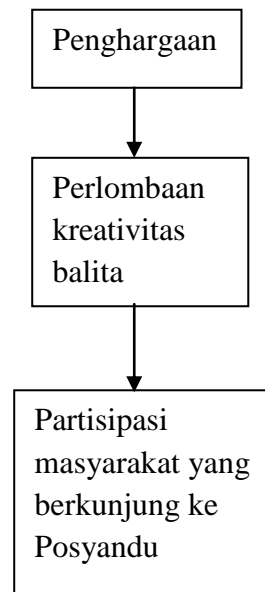 Penghargaan
Perlombaan
kreativitas
balita
Partisipasi
masyarakat yang
berkunjung ke
Posyandu